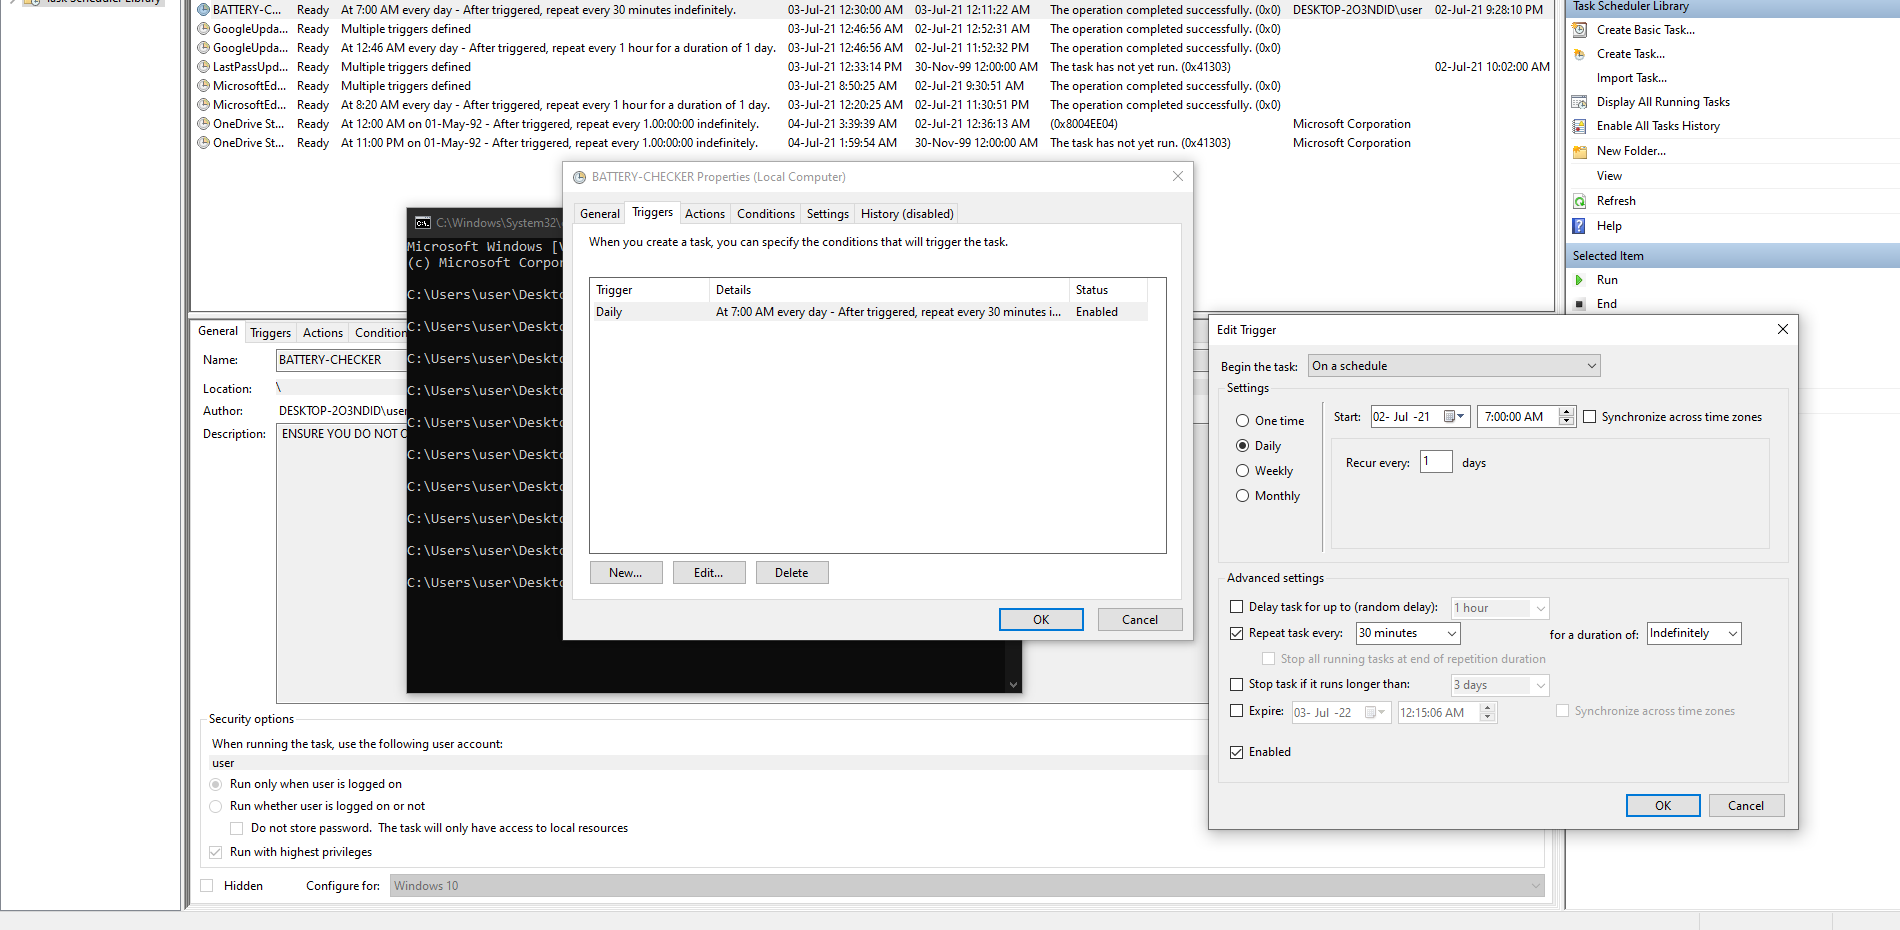 Task Scheduler Library
BATTERY-C... Ready At 7:00 AM every day - After triggered, repeat every 30 minutes indefinitely. 03-Jul-21 12:30:00 AM 03-Jul-21 12:11:22 AM The operation completed successfully. (0x0) DESKTOP-2O3NDID\user 02-Jul-21 9:28:10 PM
GoogleUpda... Ready Multiple triggers defined 03-Jul-21 12:46:56 AM 02-Jul-21 12:52:31 AM The operation completed successfully. (0x0)
GoogleUpda... Ready At 12:46 AM every day - After triggered, repeat every 1 hour for a duration of 1 day. 03-Jul-21 12:46:56 AM 02-Jul-21 11:52:32 PM The operation completed successfully. (0x0)
LastPassUpd... Ready Multiple triggers defined 03-Jul-21 12:33:14 PM 30-Nov-99 12:00:00 AM The task has not yet run. (0x41303) 02-Jul-21 10:02:00 AM
MicrosoftEd... Ready Multiple triggers defined 03-Jul-21 8:50:25 AM 02-Jul-21 9:30:51 AM The operation completed successfully. (0x0)
MicrosoftEd... Ready At 8:20 AM every day - After triggered, repeat every 1 hour for a duration of 1 day. 03-Jul-21 12:20:25 AM 02-Jul-21 11:30:51 PM The operation completed successfully. (0x0)
OneDrive St... Ready At 12:00 AM on 01-May-92 - After triggered, repeat every 1.00:00:00 indefinitely. 04-Jul-21 3:39:39 AM 02-Jul-21 12:36:13 AM (0x8004EE04) Microsoft Corporation
OneDrive St... Ready At 11:00 PM on 01-May-92 - After triggered, repeat every 1.00:00:00 indefinitely. 04-Jul-21 1:59:54 AM 30-Nov-99 12:00:00 AM The task has not yet run. (0x41303) Microsoft Corporation
General Triggers Actions Condition
Name: BATTERY-CHECKER
Location: \
Author: DESKTOP-2O3NDID\user
Description: ENSURE YOU DO NOT O
Security options
When running the task, use the following user account:
user
Run only when user is logged on
Run whether user is logged on or not
Do not store password. The task will only have access to local resources
Run with highest privileges
Hidden Configure for: Windows 10
C:\Windows\System32\
Microsoft Windows [V
(c) Microsoft Corpor
C:\Users\user\Deskto
C:\Users\user\Deskto
C:\Users\user\Deskto
C:\Users\user\Deskto
C:\Users\user\Deskto
C:\Users\user\Deskto
C:\Users\user\Deskto
C:\Users\user\Deskto
C:\Users\user\Deskto
C:\Users\user\Deskto
BATTERY-CHECKER Properties (Local Computer)
General Triggers Actions Conditions Settings History (disabled)
When you create a task, you can specify the conditions that will trigger the task.
Trigger Details Status
Daily At 7:00 AM every day - After triggered, repeat every 30 minutes i... Enabled
New... Edit... Delete
OK Cancel
Task Scheduler Library
Create Basic Task...
Create Task...
Import Task...
Display All Running Tasks
Enable All Tasks History
New Folder...
View
Refresh
Help
Selected Item
Run
End
Edit Trigger
Begin the task: On a schedule
Settings
One time
Daily
Weekly
Monthly
Start: 02- Jul -21 7:00:00 AM Synchronize across time zones
Recur every: 1 days
Advanced settings
Delay task for up to (random delay): 1 hour
Repeat task every: 30 minutes for a duration of: Indefinitely
Stop all running tasks at end of repetition duration
Stop task if it runs longer than: 3 days
Expire: 03- Jul -22 12:15:06 AM Synchronize across time zones
Enabled
OK Cancel